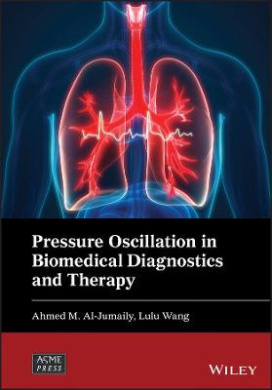 Pressure Oscillation in
Biomedical Diagnostics
and Therapy
Ahmed M. Al-Jumaily, Lulu Wang
ASME
PRESS
WILEY